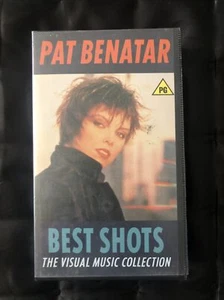 PAT BENATAR
PG
BEST SHOTS
THE VISUAL MUSIC COLLECTION